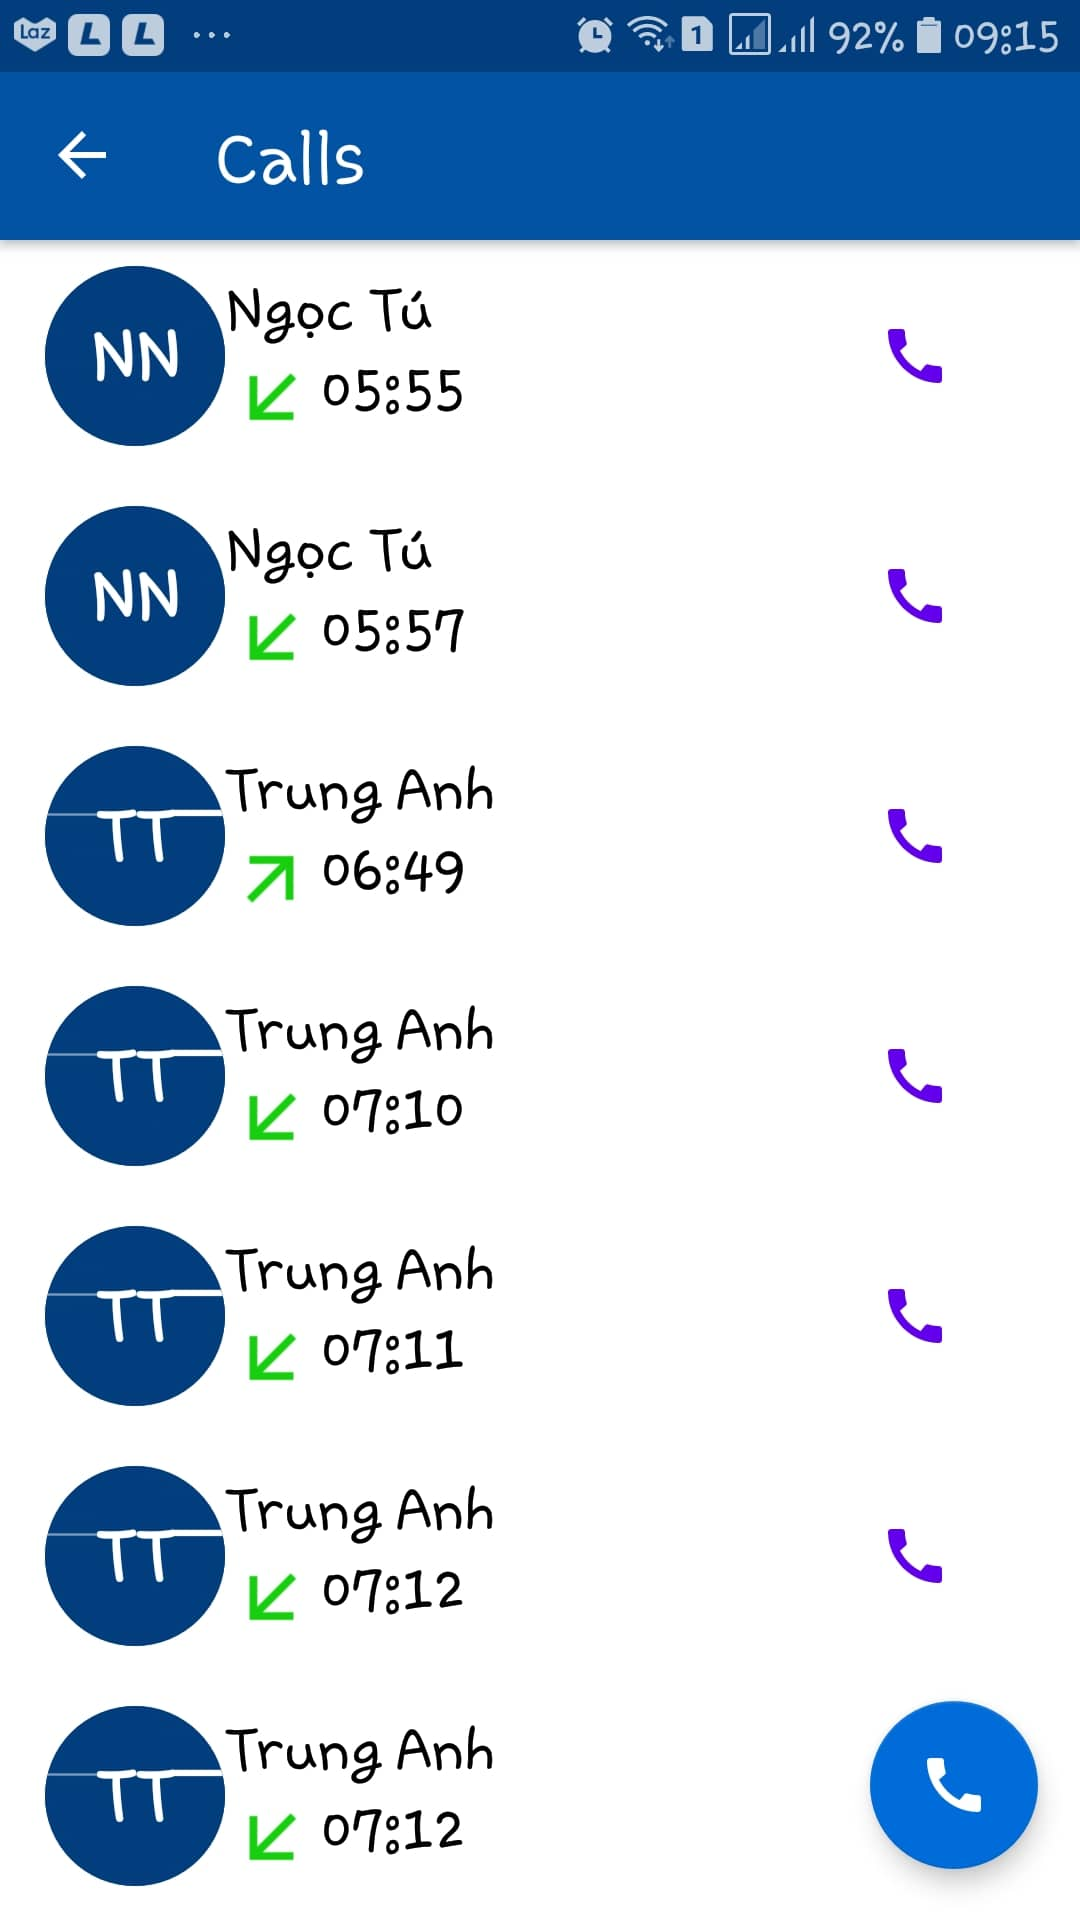 Laz L L ... 1 92% 09:15
Calls
NN Ngọc Tú
05:55
NN Ngọc Tú
05:57
TT Trung Anh
06:49
TT Trung Anh
07:10
TT Trung Anh
07:11
TT Trung Anh
07:12
TT Trung Anh
07:12